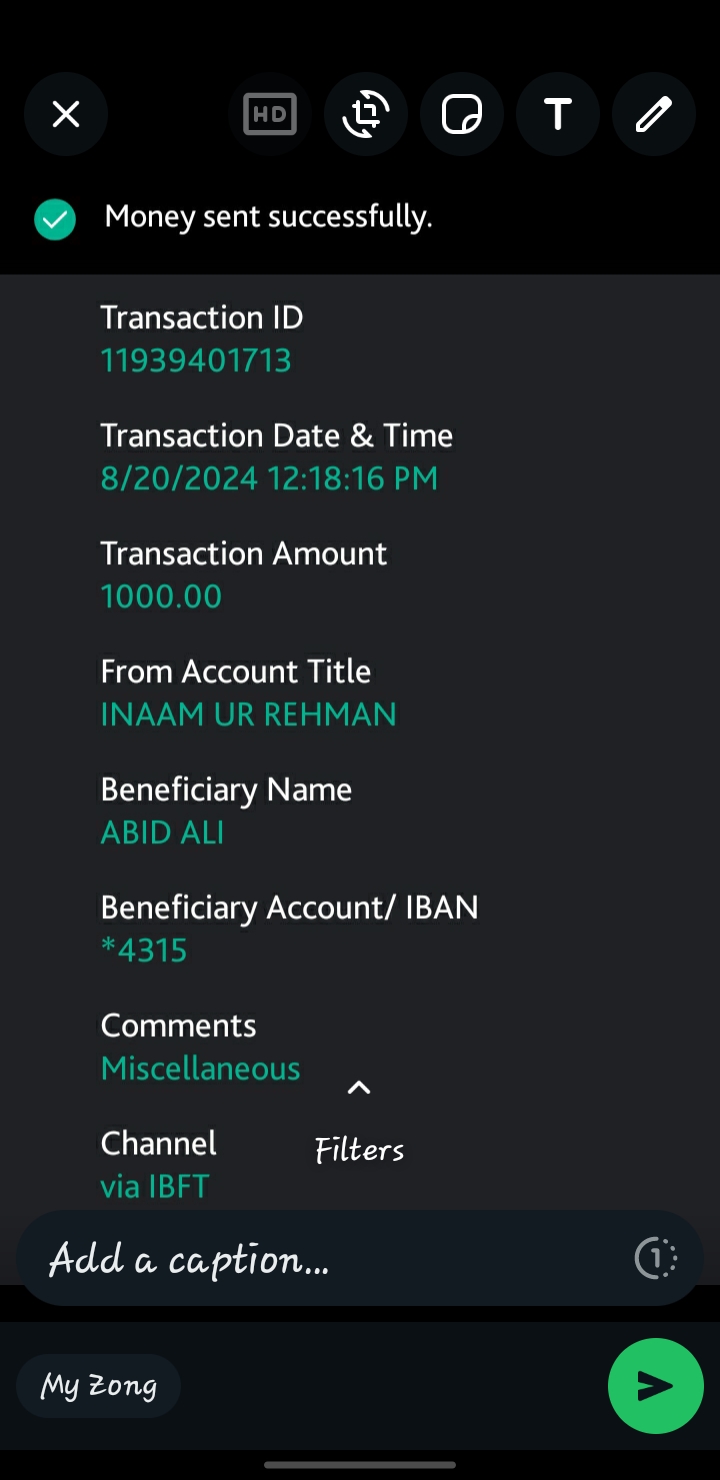 HD
T
Money sent successfully.
Transaction ID
11939401713
Transaction Date & Time
8/20/2024 12:18:16 PM
Transaction Amount
1000.00
From Account Title
INAAM UR REHMAN
Beneficiary Name
ABID ALI
Beneficiary Account/ IBAN
*4315
Comments
Miscellaneous
Channel
Filters
via IBFT
Add a caption...
1
My Zong